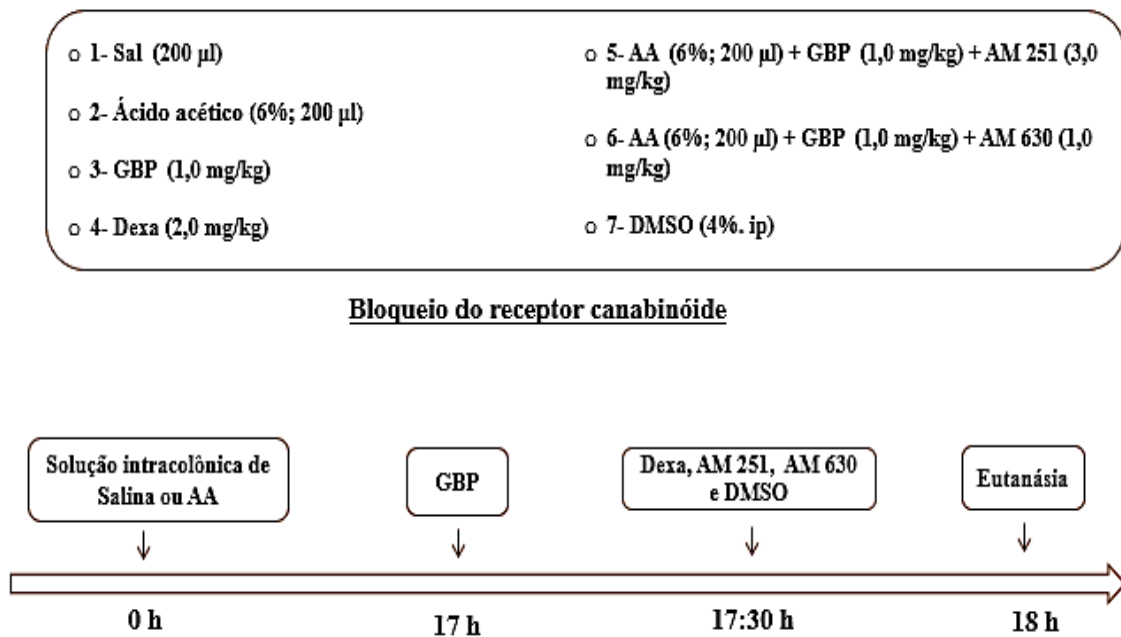 1- Sal (200 µl)
2- Ácido acético (6%; 200 µl)
3- GBP (1,0 mg/kg)
4- Dexa (2,0 mg/kg)
5- AA (6%; 200 µl) + GBP (1,0 mg/kg) + AM 251 (3,0
mg/kg)
6- AA (6%; 200 µl) + GBP (1,0 mg/kg) + AM 630 (1,0
mg/kg)
7- DMSO (4%. ip)
Bloqueio do receptor canabinóide
Solução intracolônica de
Salina ou AA
GBP
Dexa, AM 251, AM 630
e DMSO
Eutanásia
0 h
17 h
17:30 h
18 h